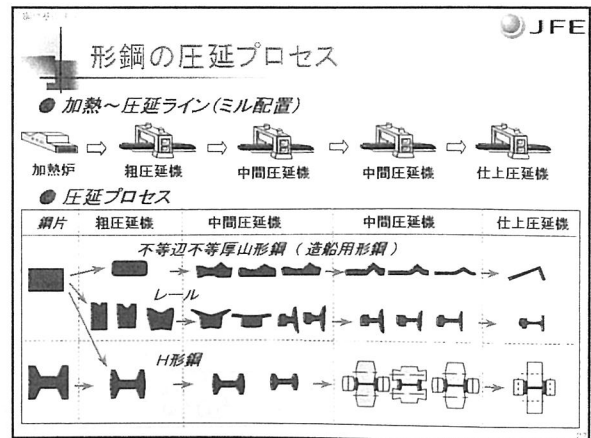 JFE
形鋼の圧延プロセス
● 加熱～圧延ライン(ミル配置)
加熱炉 粗圧延機 中間圧延機 中間圧延機 仕上圧延機
● 圧延プロセス
鋼片 粗圧延機 中間圧延機 中間圧延機 仕上圧延機
不等辺不等厚山形鋼 ( 造船用形鋼 )
レール
H形鋼